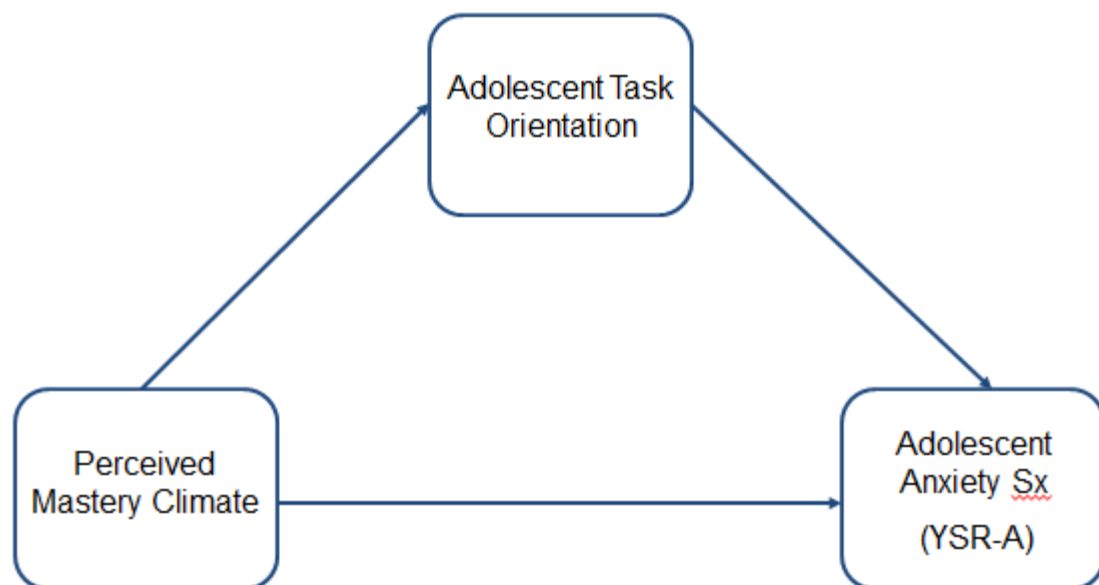 Adolescent Task
Orientation
Perceived
Mastery Climate
Adolescent
Anxiety Sx
(YSR-A)